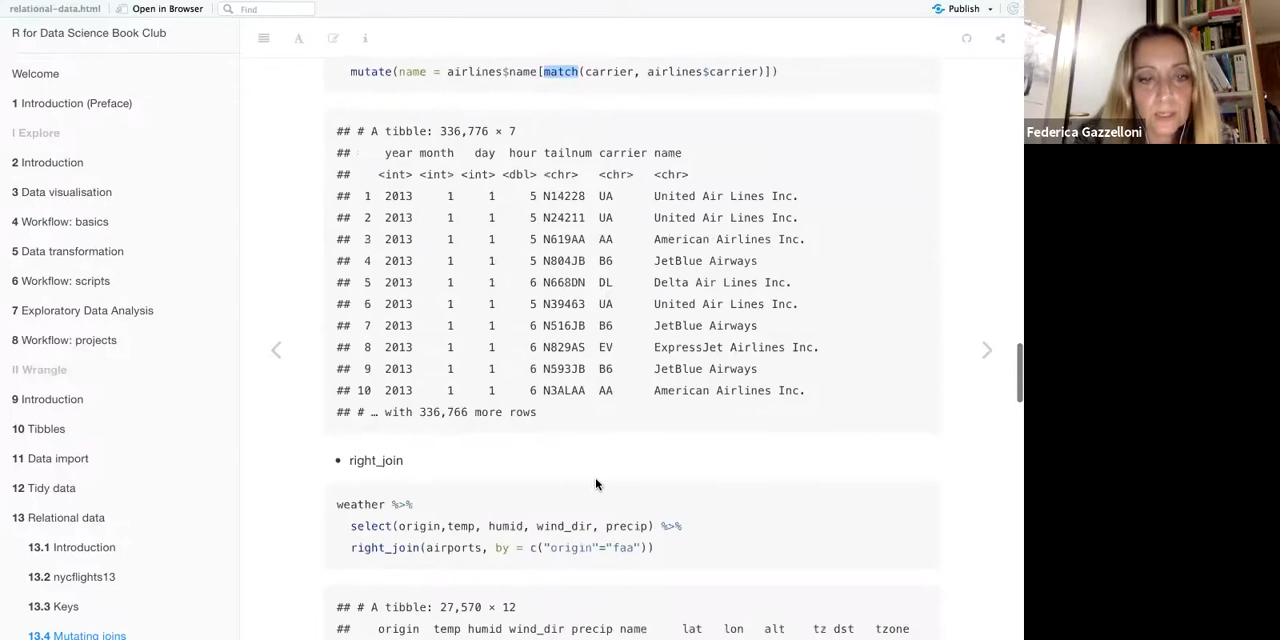 relational-data.html Open in Browser Find Publish
R for Data Science Book Club
Welcome
1 Introduction (Preface)
I Explore
2 Introduction
3 Data visualisation
4 Workflow: basics
5 Data transformation
6 Workflow: scripts
7 Exploratory Data Analysis
8 Workflow: projects
II Wrangle
9 Introduction
10 Tibbles
11 Data import
12 Tidy data
13 Relational data
13.1 Introduction
13.2 nycflights13
13.3 Keys
13.4 Mutating joins
mutate(name = airlines$name[match(carrier, airlines$carrier)])
## # A tibble: 336,776 × 7
##     year month   day  hour tailnum carrier name
##    <int> <int> <int> <dbl> <chr>   <chr>   <chr>
##  1  2013     1     1     5 N14228  UA      United Air Lines Inc.
##  2  2013     1     1     5 N24211  UA      United Air Lines Inc.
##  3  2013     1     1     5 N619AA  AA      American Airlines Inc.
##  4  2013     1     1     5 N804JB  B6      JetBlue Airways
##  5  2013     1     1     6 N668DN  DL      Delta Air Lines Inc.
##  6  2013     1     1     5 N39463  UA      United Air Lines Inc.
##  7  2013     1     1     6 N516JB  B6      JetBlue Airways
##  8  2013     1     1     6 N829AS  EV      ExpressJet Airlines Inc.
##  9  2013     1     1     6 N593JB  B6      JetBlue Airways
## 10  2013     1     1     6 N3ALAA  AA      American Airlines Inc.
## # … with 336,766 more rows
• right_join
weather %>%
select(origin,temp, humid, wind_dir, precip) %>%
right_join(airports, by = c("origin"="faa"))
## # A tibble: 27,570 × 12
##    origin  temp humid wind_dir precip name     lat   lon   alt    tz dst   tzone
Federica Gazzelloni